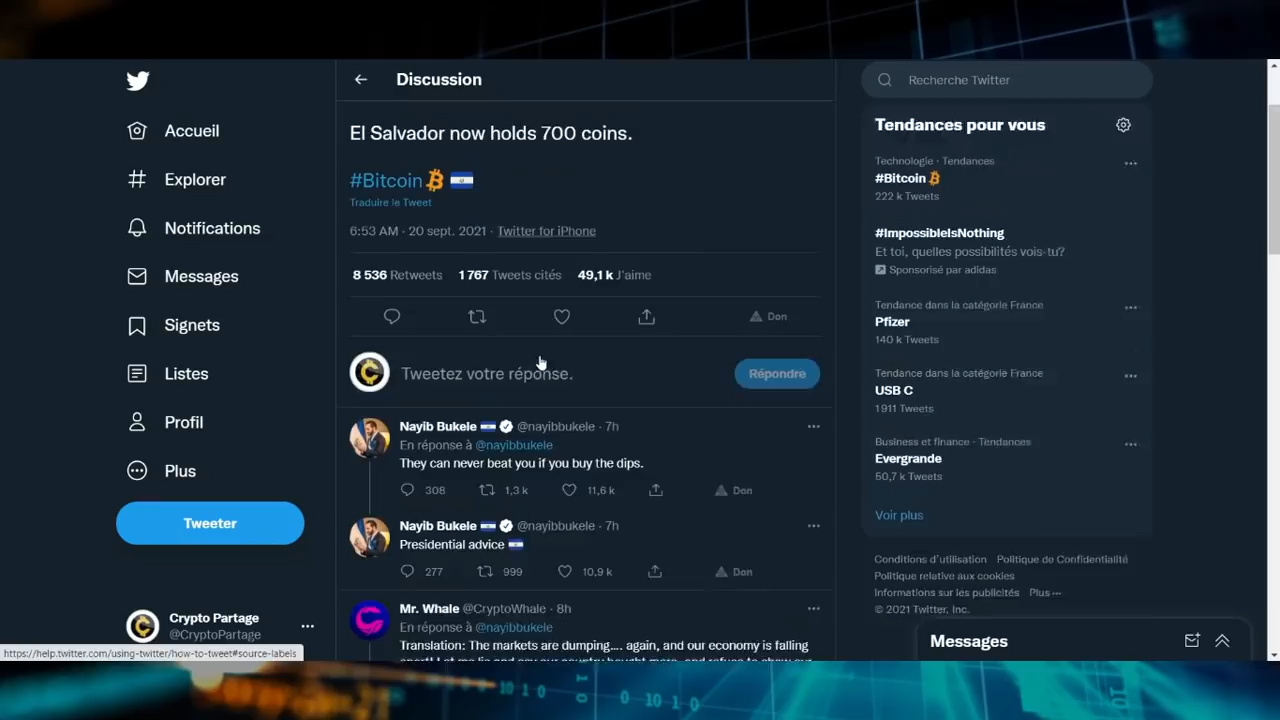 Discussion
Recherche Twitter
Accueil
Explorer
Notifications
Messages
Signets
Listes
Profil
Plus
Tweeter
Crypto Partage
@CryptoPartage
https://help.twitter.com/using-twitter/how-to-tweet#source-labels
El Salvador now holds 700 coins.
#Bitcoin
Traduire le Tweet
6:53 AM · 20 sept. 2021 · Twitter for iPhone
8 536 Retweets 1 767 Tweets cités 49,1 k J'aime
Don
Tweetez votre réponse.
Répondre
Nayib Bukele @nayibbukele · 7h
En réponse à @nayibbukele
They can never beat you if you buy the dips.
308 1,3 k 11,6 k Don
Nayib Bukele @nayibbukele · 7h
Presidential advice
277 999 10,9 k Don
Mr. Whale @CryptoWhale · 8h
En réponse à @nayibbukele
Translation: The markets are dumping.... again, and our economy is falling
Tendances pour vous
Technologie · Tendances
#Bitcoin
222 k Tweets
#ImpossibleIsNothing
Et toi, quelles possibilités vois-tu?
Sponsorisé par adidas
Tendance dans la catégorie France
Pfizer
140 k Tweets
Tendance dans la catégorie France
USB C
1 911 Tweets
Business et finance · Tendances
Evergrande
50,7 k Tweets
Voir plus
Conditions d'utilisation Politique de Confidentialité
Politique relative aux cookies
Informations sur les publicités Plus ···
© 2021 Twitter, Inc.
Messages